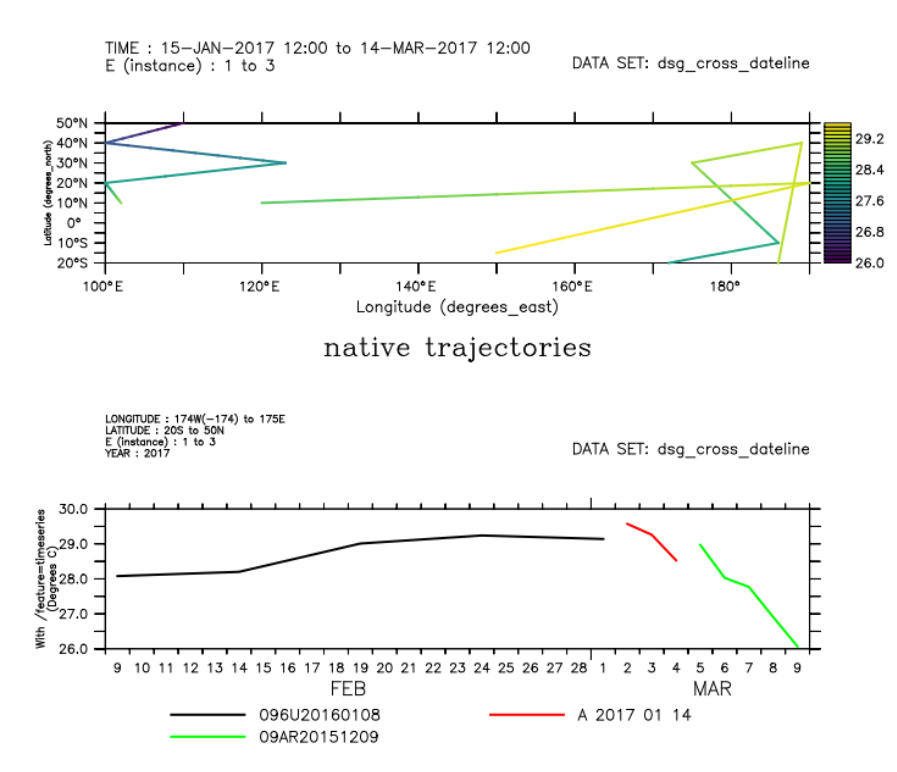 TIME : 15-JAN-2017 12:00 to 14-MAR-2017 12:00
E (instance) : 1 to 3
DATA SET: dsg_cross_dateline
50°N
40°N
30°N
20°N
10°N
0°
10°S
20°S
Latitude (degrees_north)
29.2
28.4
27.6
26.8
26.0
100°E 120°E 140°E 160°E 180°
Longitude (degrees_east)
native trajectories
LONGITUDE : 174W(-174) to 175E
LATITUDE : 20S to 50N
E (instance) : 1 to 3
YEAR : 2017
DATA SET: dsg_cross_dateline
With /feature=timeseries
(Degrees C)
30.0
29.0
28.0
27.0
26.0
9 10 11 12 13 14 15 16 17 18 19 20 21 22 23 24 25 26 27 28 1 2 3 4 5 6 7 8 9
FEB MAR
096U20160108 A 2017 01 14
09AR20151209